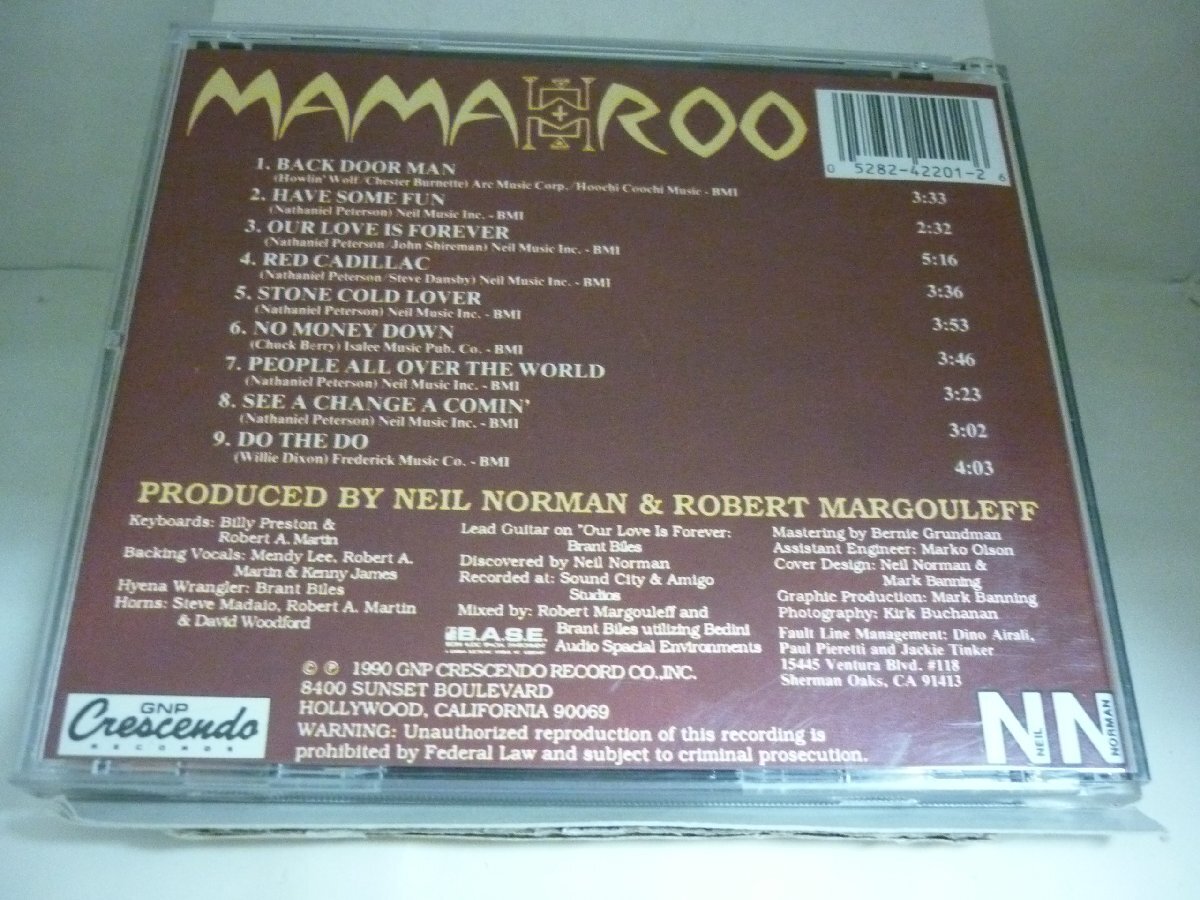 MAMA ROO
0 5282-42201-2 6
1. BACK DOOR MAN 3:33
(Howlin' Wolf/Chester Burnette) Arc Music Corp./Hoochi Coochi Music - BMI
2. HAVE SOME FUN 2:32
(Nathaniel Peterson) Neil Music Inc. - BMI
3. OUR LOVE IS FOREVER 5:16
(Nathaniel Peterson/John Shireman) Neil Music Inc. - BMI
4. RED CADILLAC 3:36
(Nathaniel Peterson/Steve Dansby) Neil Music Inc. - BMI
5. STONE COLD LOVER 3:53
(Nathaniel Peterson) Neil Music Inc. - BMI
6. NO MONEY DOWN 3:46
(Chuck Berry) Isalee Music Pub. Co. - BMI
7. PEOPLE ALL OVER THE WORLD 3:23
(Nathaniel Peterson) Neil Music Inc. - BMI
8. SEE A CHANGE A COMIN' 3:02
(Nathaniel Peterson) Neil Music Inc. - BMI
9. DO THE DO 4:03
(Willie Dixon) Frederick Music Co. - BMI
PRODUCED BY NEIL NORMAN & ROBERT MARGOULEFF
Keyboards: Billy Preston &
Robert A. Martin
Backing Vocals: Mendy Lee, Robert A.
Martin & Kenny James
Hyena Wrangler: Brant Biles
Horns: Steve Madaio, Robert A. Martin
& David Woodford
Lead Guitar on "Our Love Is Forever:
Brant Biles
Discovered by Neil Norman
Recorded at: Sound City & Amigo
Studios
Mixed by: Robert Margouleff and
Brant Biles utilizing Bedini
Audio Spacial Environments
B.A.S.E.
Mastering by Bernie Grundman
Assistant Engineer: Marko Olson
Cover Design: Neil Norman &
Mark Banning
Graphic Production: Mark Banning
Photography: Kirk Buchanan
Fault Line Management: Dino Airali,
Paul Pieretti and Jackie Tinker
15445 Ventura Blvd. #118
Sherman Oaks, CA 91413
© ℗ 1990 GNP CRESCENDO RECORD CO.,INC.
8400 SUNSET BOULEVARD
HOLLYWOOD, CALIFORNIA 90069
WARNING: Unauthorized reproduction of this recording is
prohibited by Federal Law and subject to criminal prosecution.
GNP
Crescendo
RECORDS
NN
NEIL
NORMAN